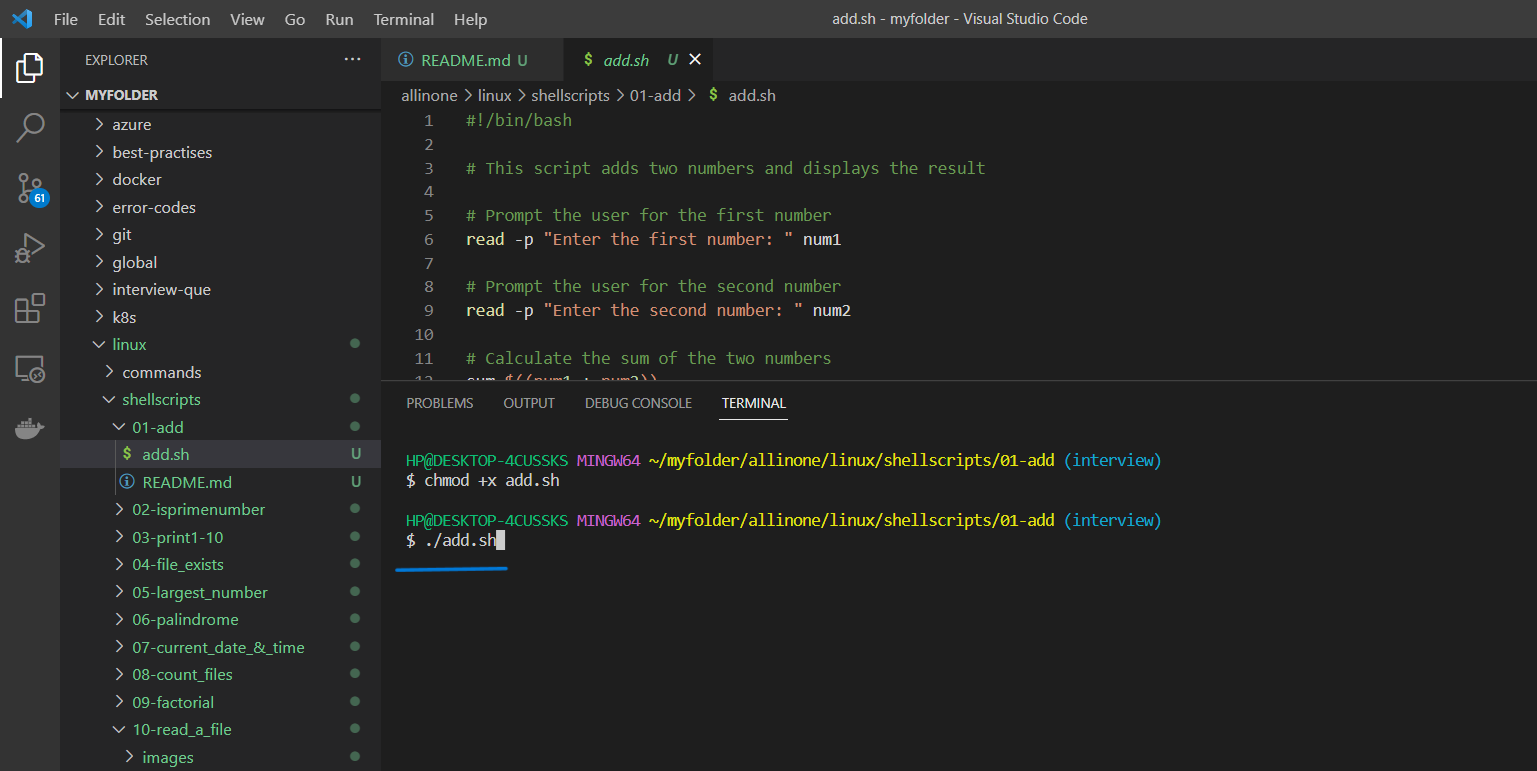 File Edit Selection View Go Run Terminal Help
add.sh - myfolder - Visual Studio Code
EXPLORER
MYFOLDER
azure
best-practises
docker
error-codes
git
global
interview-que
k8s
linux
commands
shellscripts
01-add
$ add.sh U
README.md U
02-isprimenumber
03-print1-10
04-file_exists
05-largest_number
06-palindrome
07-current_date_&_time
08-count_files
09-factorial
10-read_a_file
images
61
README.md U
$ add.sh U
allinone > linux > shellscripts > 01-add > $ add.sh
1 #!/bin/bash
2
3 # This script adds two numbers and displays the result
4
5 # Prompt the user for the first number
6 read -p "Enter the first number: " num1
7
8 # Prompt the user for the second number
9 read -p "Enter the second number: " num2
10
11 # Calculate the sum of the two numbers
PROBLEMS OUTPUT DEBUG CONSOLE TERMINAL
HP@DESKTOP-4CUSSKS MINGW64 ~/myfolder/allinone/linux/shellscripts/01-add (interview)
$ chmod +x add.sh
HP@DESKTOP-4CUSSKS MINGW64 ~/myfolder/allinone/linux/shellscripts/01-add (interview)
$ ./add.sh